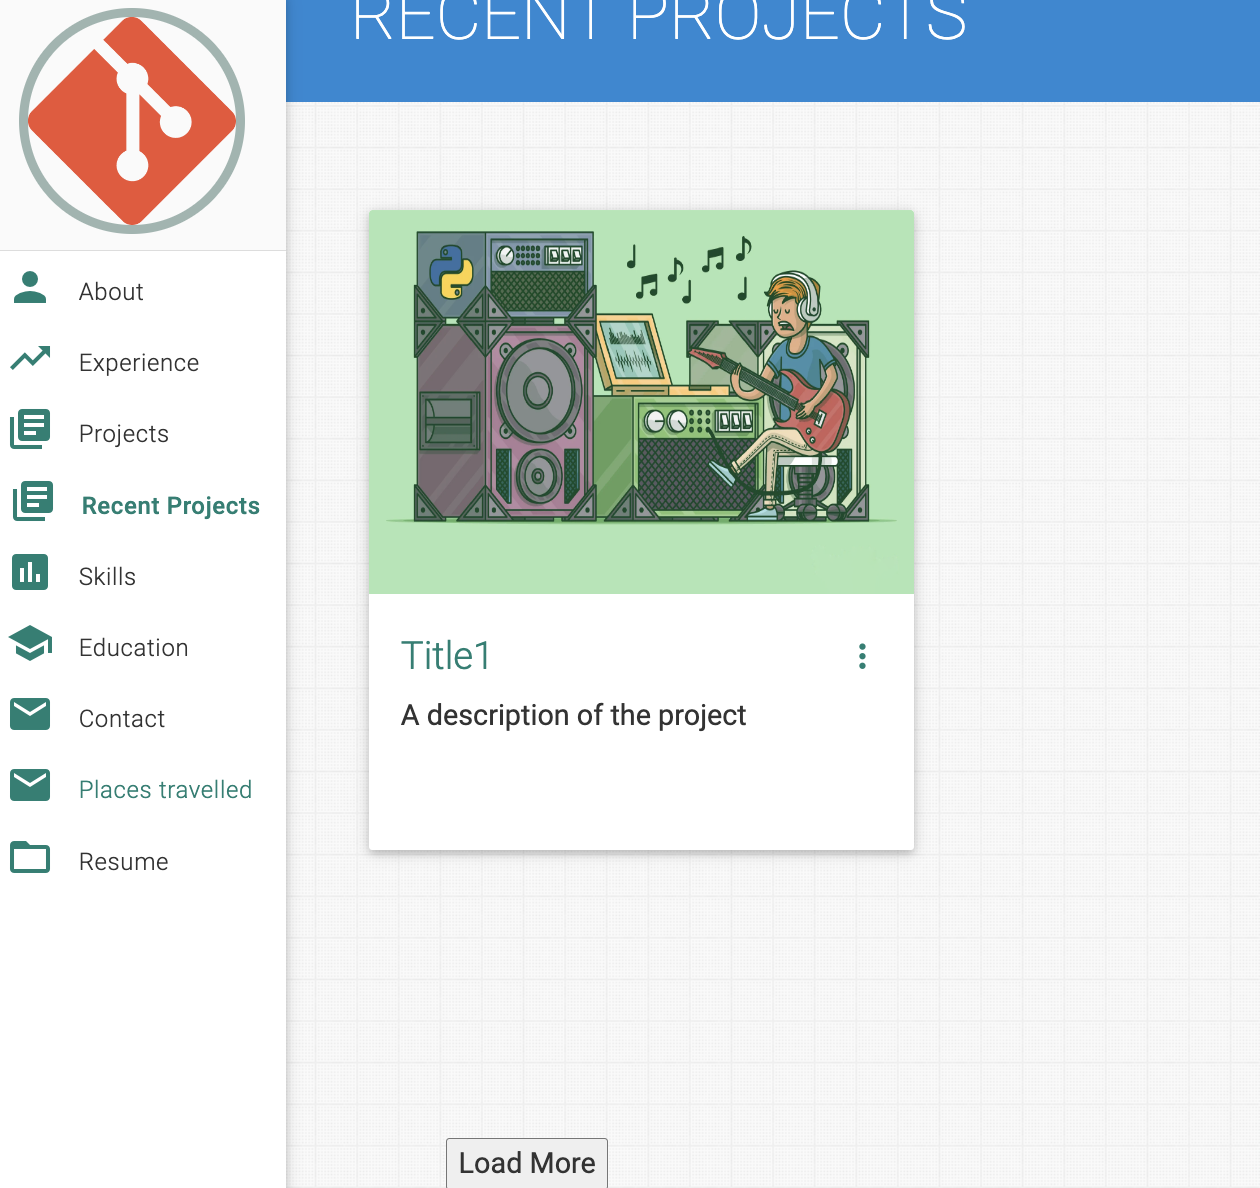 RECENT PROJECTS
About
Experience
Projects
Recent Projects
Skills
Education
Contact
Places travelled
Resume
Title1
A description of the project
Load More